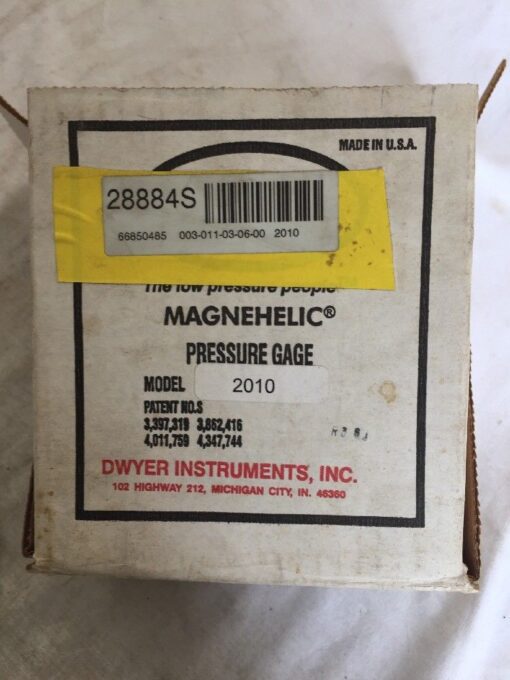 MADE IN U.S.A.
28884S
66850485 003-011-03-06-00 2010
The low pressure people
MAGNEHELIC®
PRESSURE GAGE
MODEL 2010
PATENT NO.S
3,397,319 3,862,416
4,011,759 4,347,744
DWYER INSTRUMENTS, INC.
102 HIGHWAY 212, MICHIGAN CITY, IN. 46360